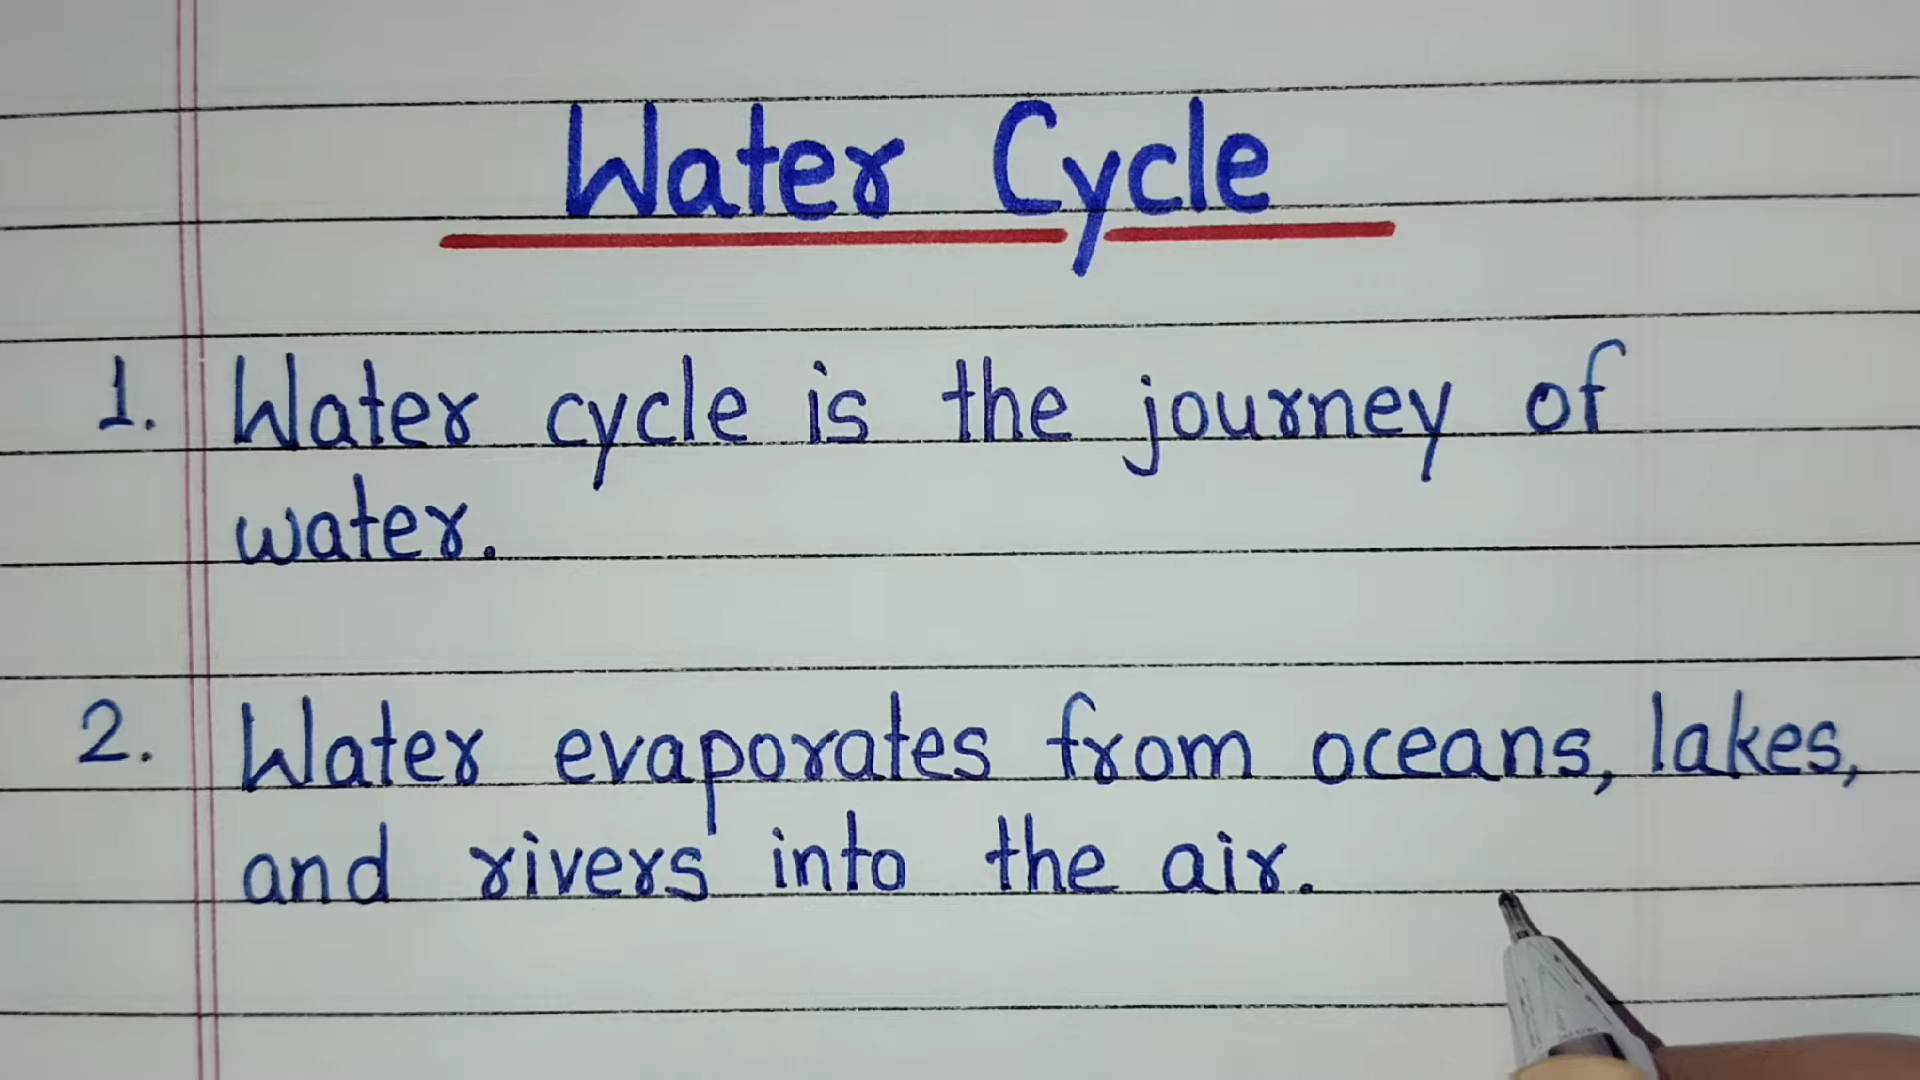 Water Cycle
1. Water cycle is the journey of
water.
2. Water evaporates from oceans, lakes,
and rivers into the air.